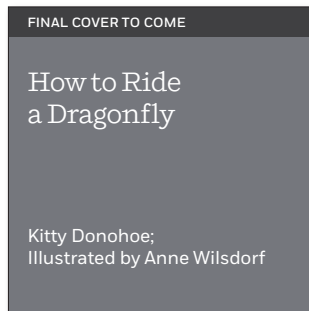 FINAL COVER TO COME
How to Ride
a Dragonfly
Kitty Donohoe;
Illustrated by Anne Wilsdorf